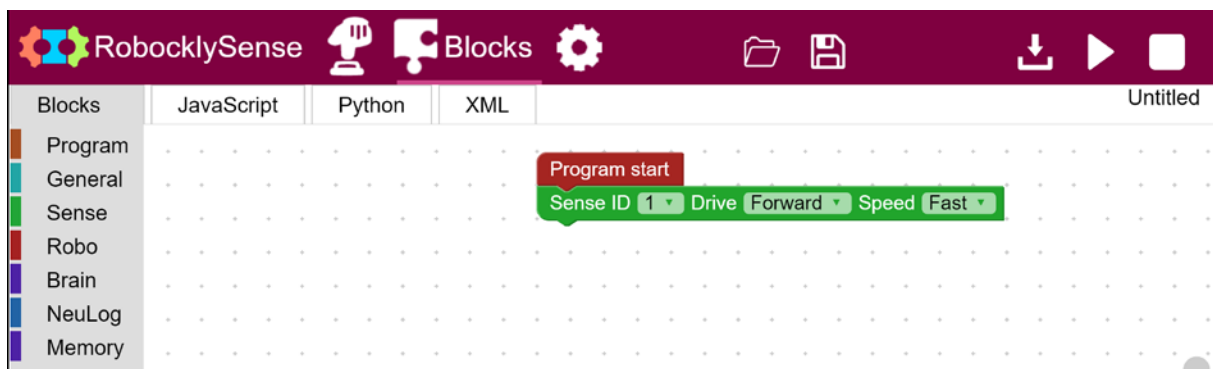 RobocklySense Blocks
Blocks JavaScript Python XML Untitled
Program
General
Sense
Robo
Brain
NeuLog
Memory
Program start
Sense ID 1 Drive Forward Speed Fast